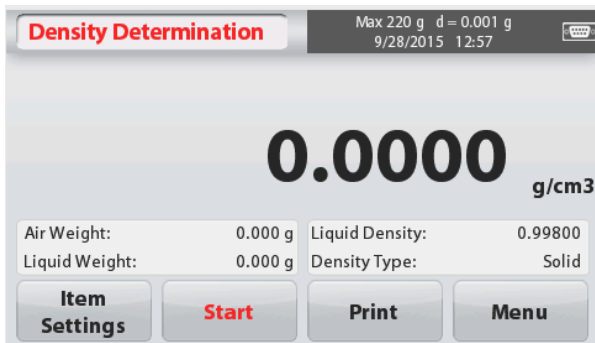 Density Determination
Max 220 g d = 0.001 g
9/28/2015 12:57
0.0000 g/cm3
Air Weight: 0.000 g Liquid Density: 0.99800
Liquid Weight: 0.000 g Density Type: Solid
Item Settings Start Print Menu